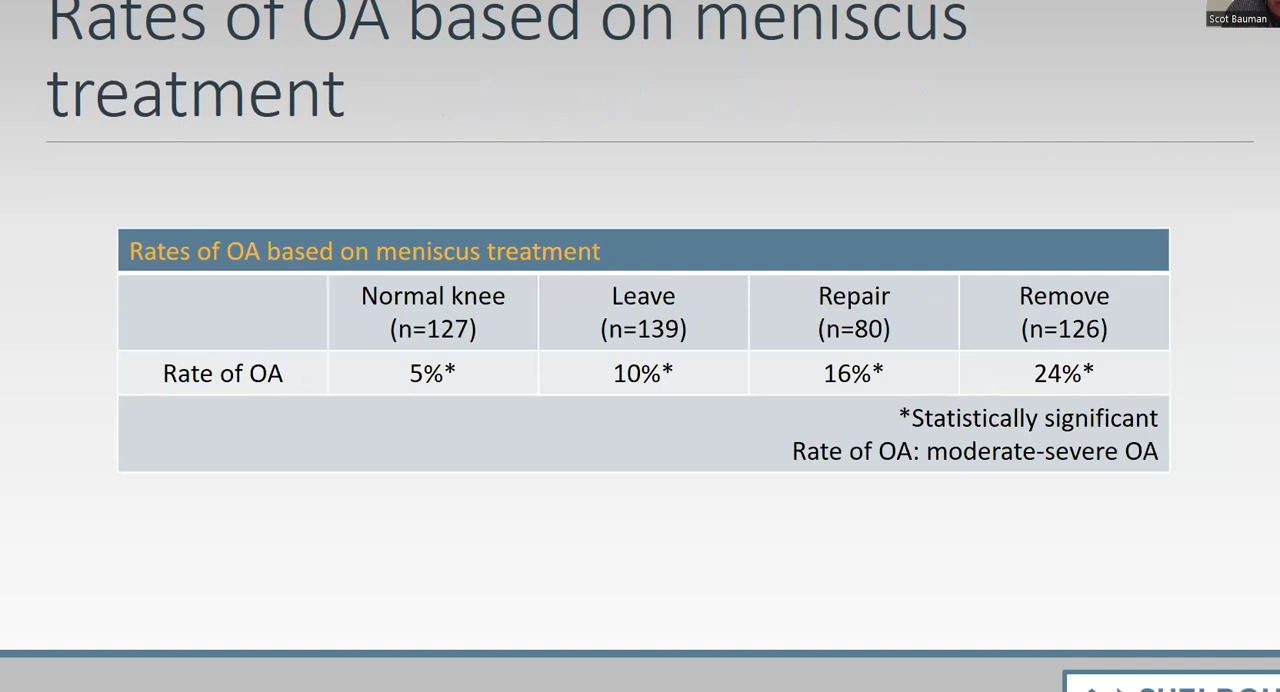 Rates of OA based on meniscus
treatment
Scot Bauman
Rates of OA based on meniscus treatment
Normal knee Leave Repair Remove
(n=127) (n=139) (n=80) (n=126)
Rate of OA 5%* 10%* 16%* 24%*
*Statistically significant
Rate of OA: moderate-severe OA